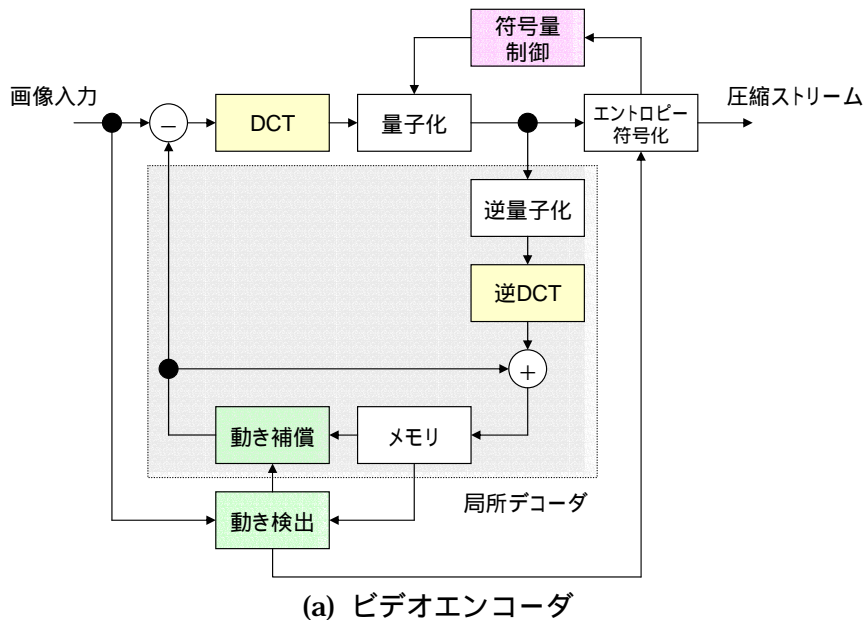 符号量
制御
画像入力
圧縮ストリーム
−
DCT
量子化
エントロピー
符号化
逆量子化
逆DCT
+
動き補償
メモリ
局所デコーダ
動き検出
(a) ビデオエンコーダ